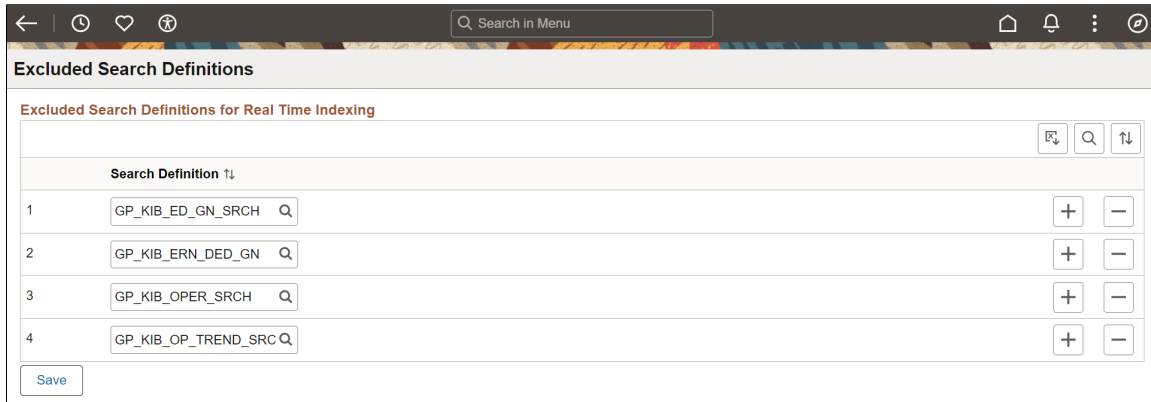 Search in Menu
Excluded Search Definitions
Excluded Search Definitions for Real Time Indexing
Search Definition
1 GP_KIB_ED_GN_SRCH
2 GP_KIB_ERN_DED_GN
3 GP_KIB_OPER_SRCH
4 GP_KIB_OP_TREND_SRC
Save